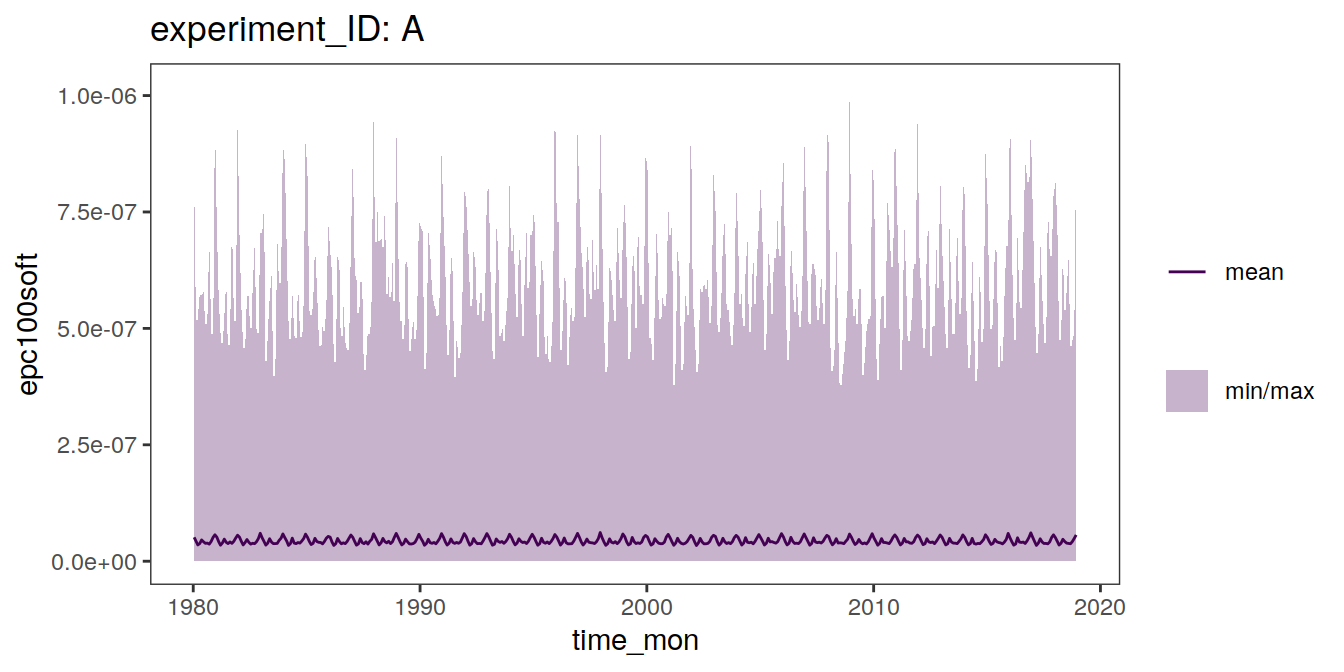 experiment_ID: A
1.0e-06
7.5e-07
5.0e-07
2.5e-07
0.0e+00
epc100soft
1980
1990
2000
2010
2020
time_mon
mean
min/max